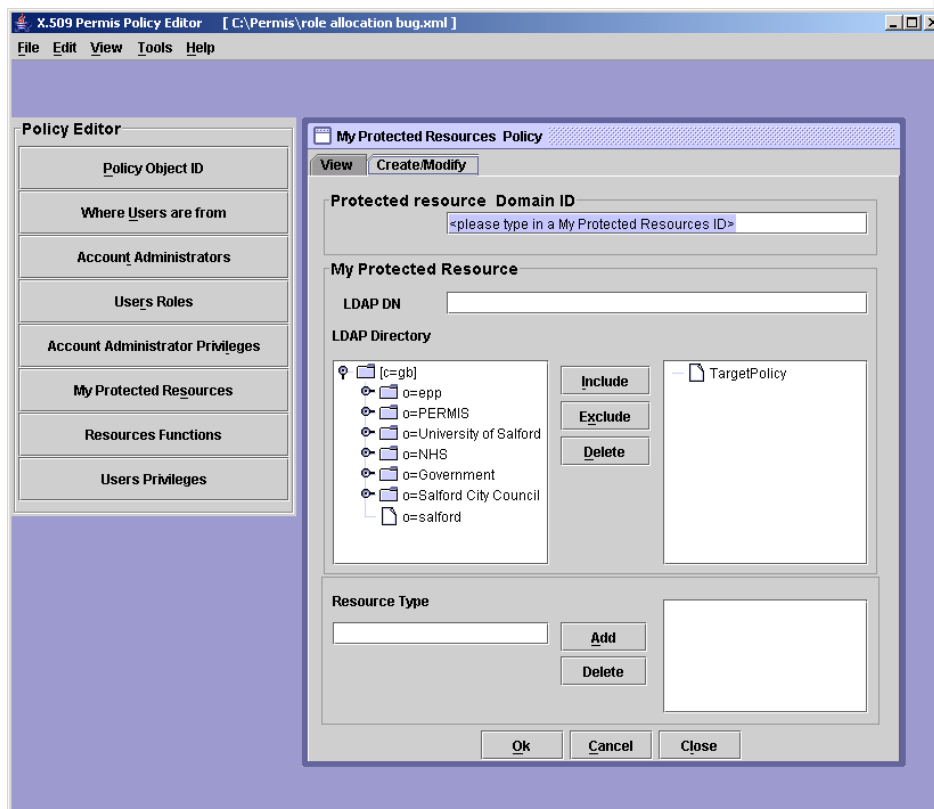 X.509 Permis Policy Editor [ C:\Permis\role allocation bug.xml ]
File Edit View Tools Help
Policy Editor
Policy Object ID
Where Users are from
Account Administrators
Users Roles
Account Administrator Privileges
My Protected Resources
Resources Functions
Users Privileges
My Protected Resources Policy
View Create/Modify
Protected resource Domain ID
<please type in a My Protected Resources ID>
My Protected Resource
LDAP DN
LDAP Directory
[c=gb]
o=epp
o=PERMIS
o=University of Salford
o=NHS
o=Government
o=Salford City Council
o=salford
Include
Exclude
Delete
TargetPolicy
Resource Type
Add
Delete
Ok Cancel Close